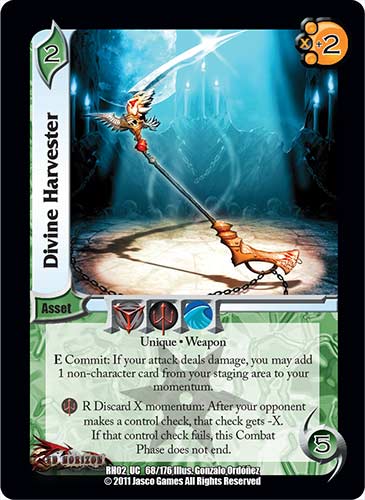 2
X +2
Divine Harvester
Asset
Unique • Weapon
E Commit: If your attack deals damage, you may add
1 non-character card from your staging area to your
momentum.
R Discard X momentum: After your opponent
makes a control check, that check gets -X.
If that control check fails, this Combat
Phase does not end.
RED HORIZON
5
RH02_UC 68/176 Illus. Gonzalo Ordóñez
© 2011 Jasco Games All Rights Reserved